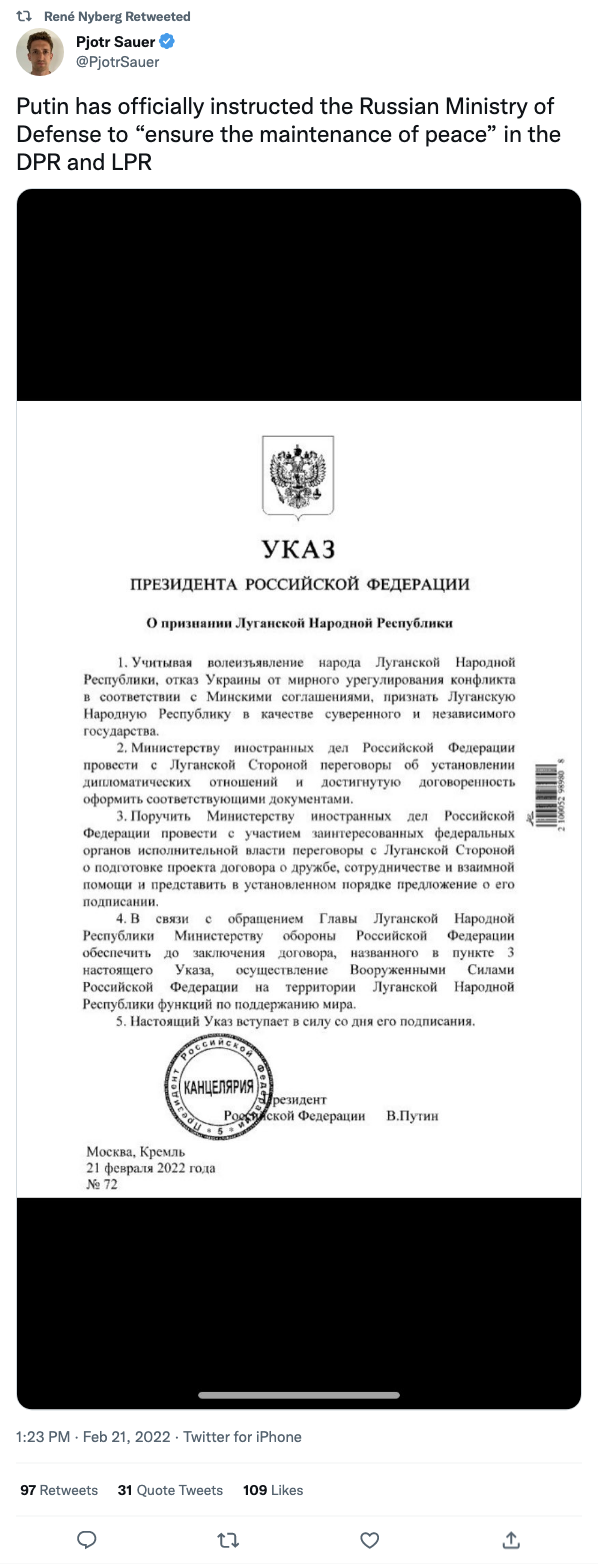 René Nyberg Retweeted
Pjotr Sauer
@PjotrSauer
Putin has officially instructed the Russian Ministry of
Defense to “ensure the maintenance of peace” in the
DPR and LPR
УКАЗ
ПРЕЗИДЕНТА РОССИЙСКОЙ ФЕДЕРАЦИИ
О признании Луганской Народной Республики
1. Учитывая волеизъявление народа Луганской Народной
Республики, отказ Украины от мирного урегулирования конфликта
в соответствии с Минскими соглашениями, признать Луганскую
Народную Республику в качестве суверенного и независимого
государства.
2. Министерству иностранных дел Российской Федерации
провести с Луганской Стороной переговоры об установлении
дипломатических отношений и достигнутую договоренность
оформить соответствующими документами.
3. Поручить Министерству иностранных дел Российской
Федерации провести с участием заинтересованных федеральных
органов исполнительной власти переговоры с Луганской Стороной
о подготовке проекта договора о дружбе, сотрудничестве и взаимной
помощи и представить в установленном порядке предложение о его
подписании.
4. В связи с обращением Главы Луганской Народной
Республики Министерству обороны Российской Федерации
обеспечить до заключения договора, названного в пункте 3
настоящего Указа, осуществление Вооруженными Силами
Российской Федерации на территории Луганской Народной
Республики функций по поддержанию мира.
5. Настоящий Указ вступает в силу со дня его подписания.
2 100052 98980 8
Президент Российской Федерации * 5 *
КАНЦЕЛЯРИЯ
Президент
Российской Федерации В.Путин
Москва, Кремль
21 февраля 2022 года
№ 72
1:23 PM · Feb 21, 2022 · Twitter for iPhone
97 Retweets 31 Quote Tweets 109 Likes